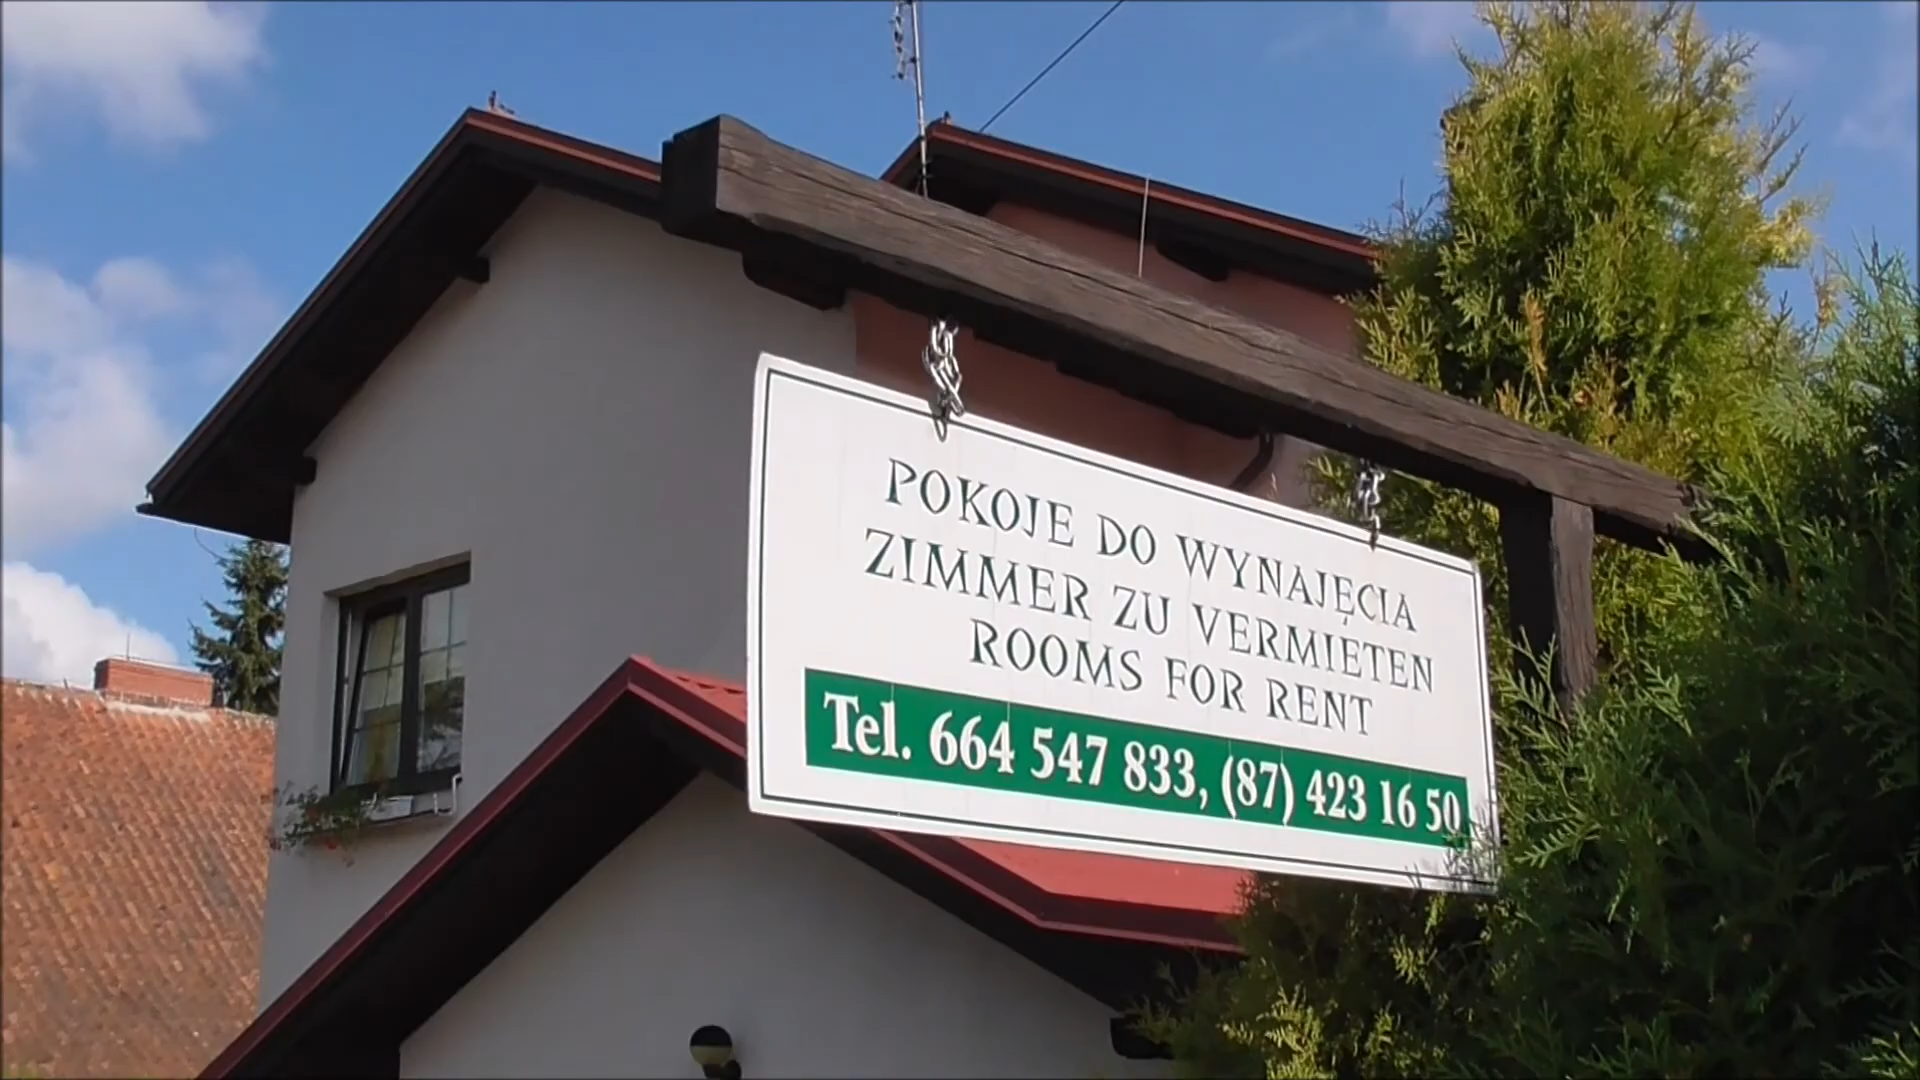 POKOJE DO WYNAJĘCIA
ZIMMER ZU VERMIETEN
ROOMS FOR RENT
Tel. 664 547 833, (87) 423 16 50